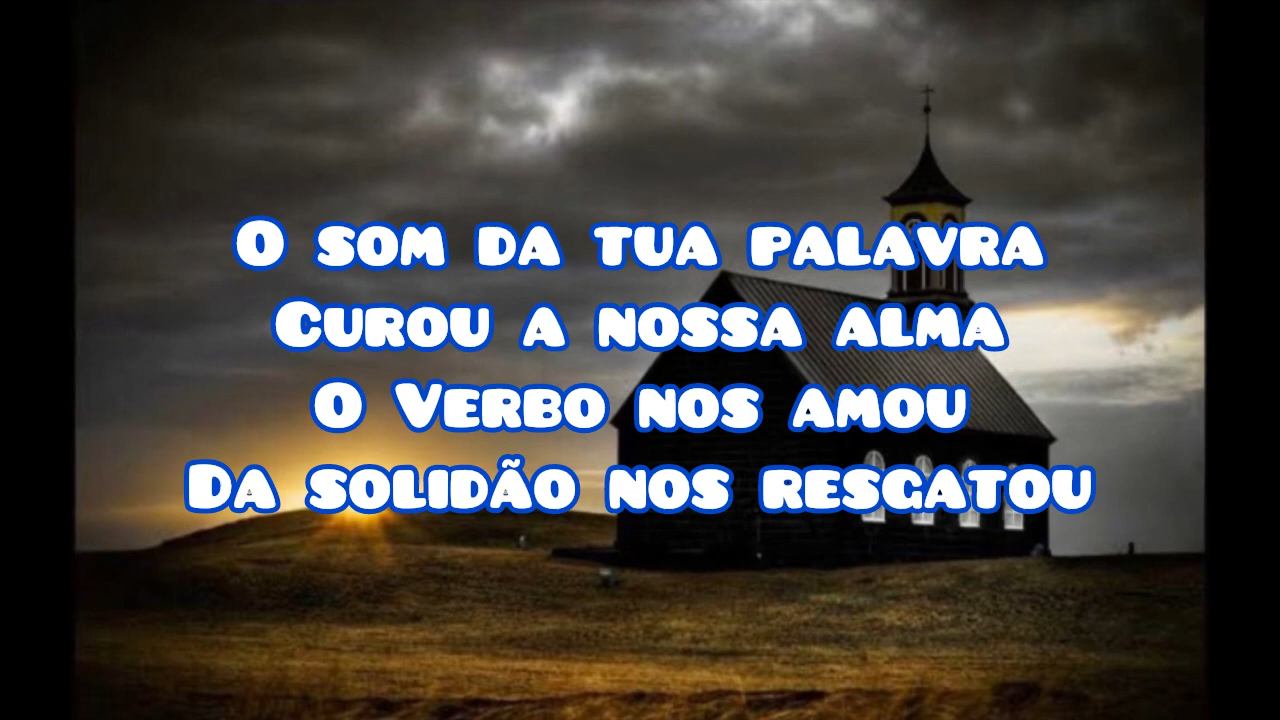 O som da tua palavra
Curou a nossa alma
O Verbo nos amou
Da solidão nos resgatou